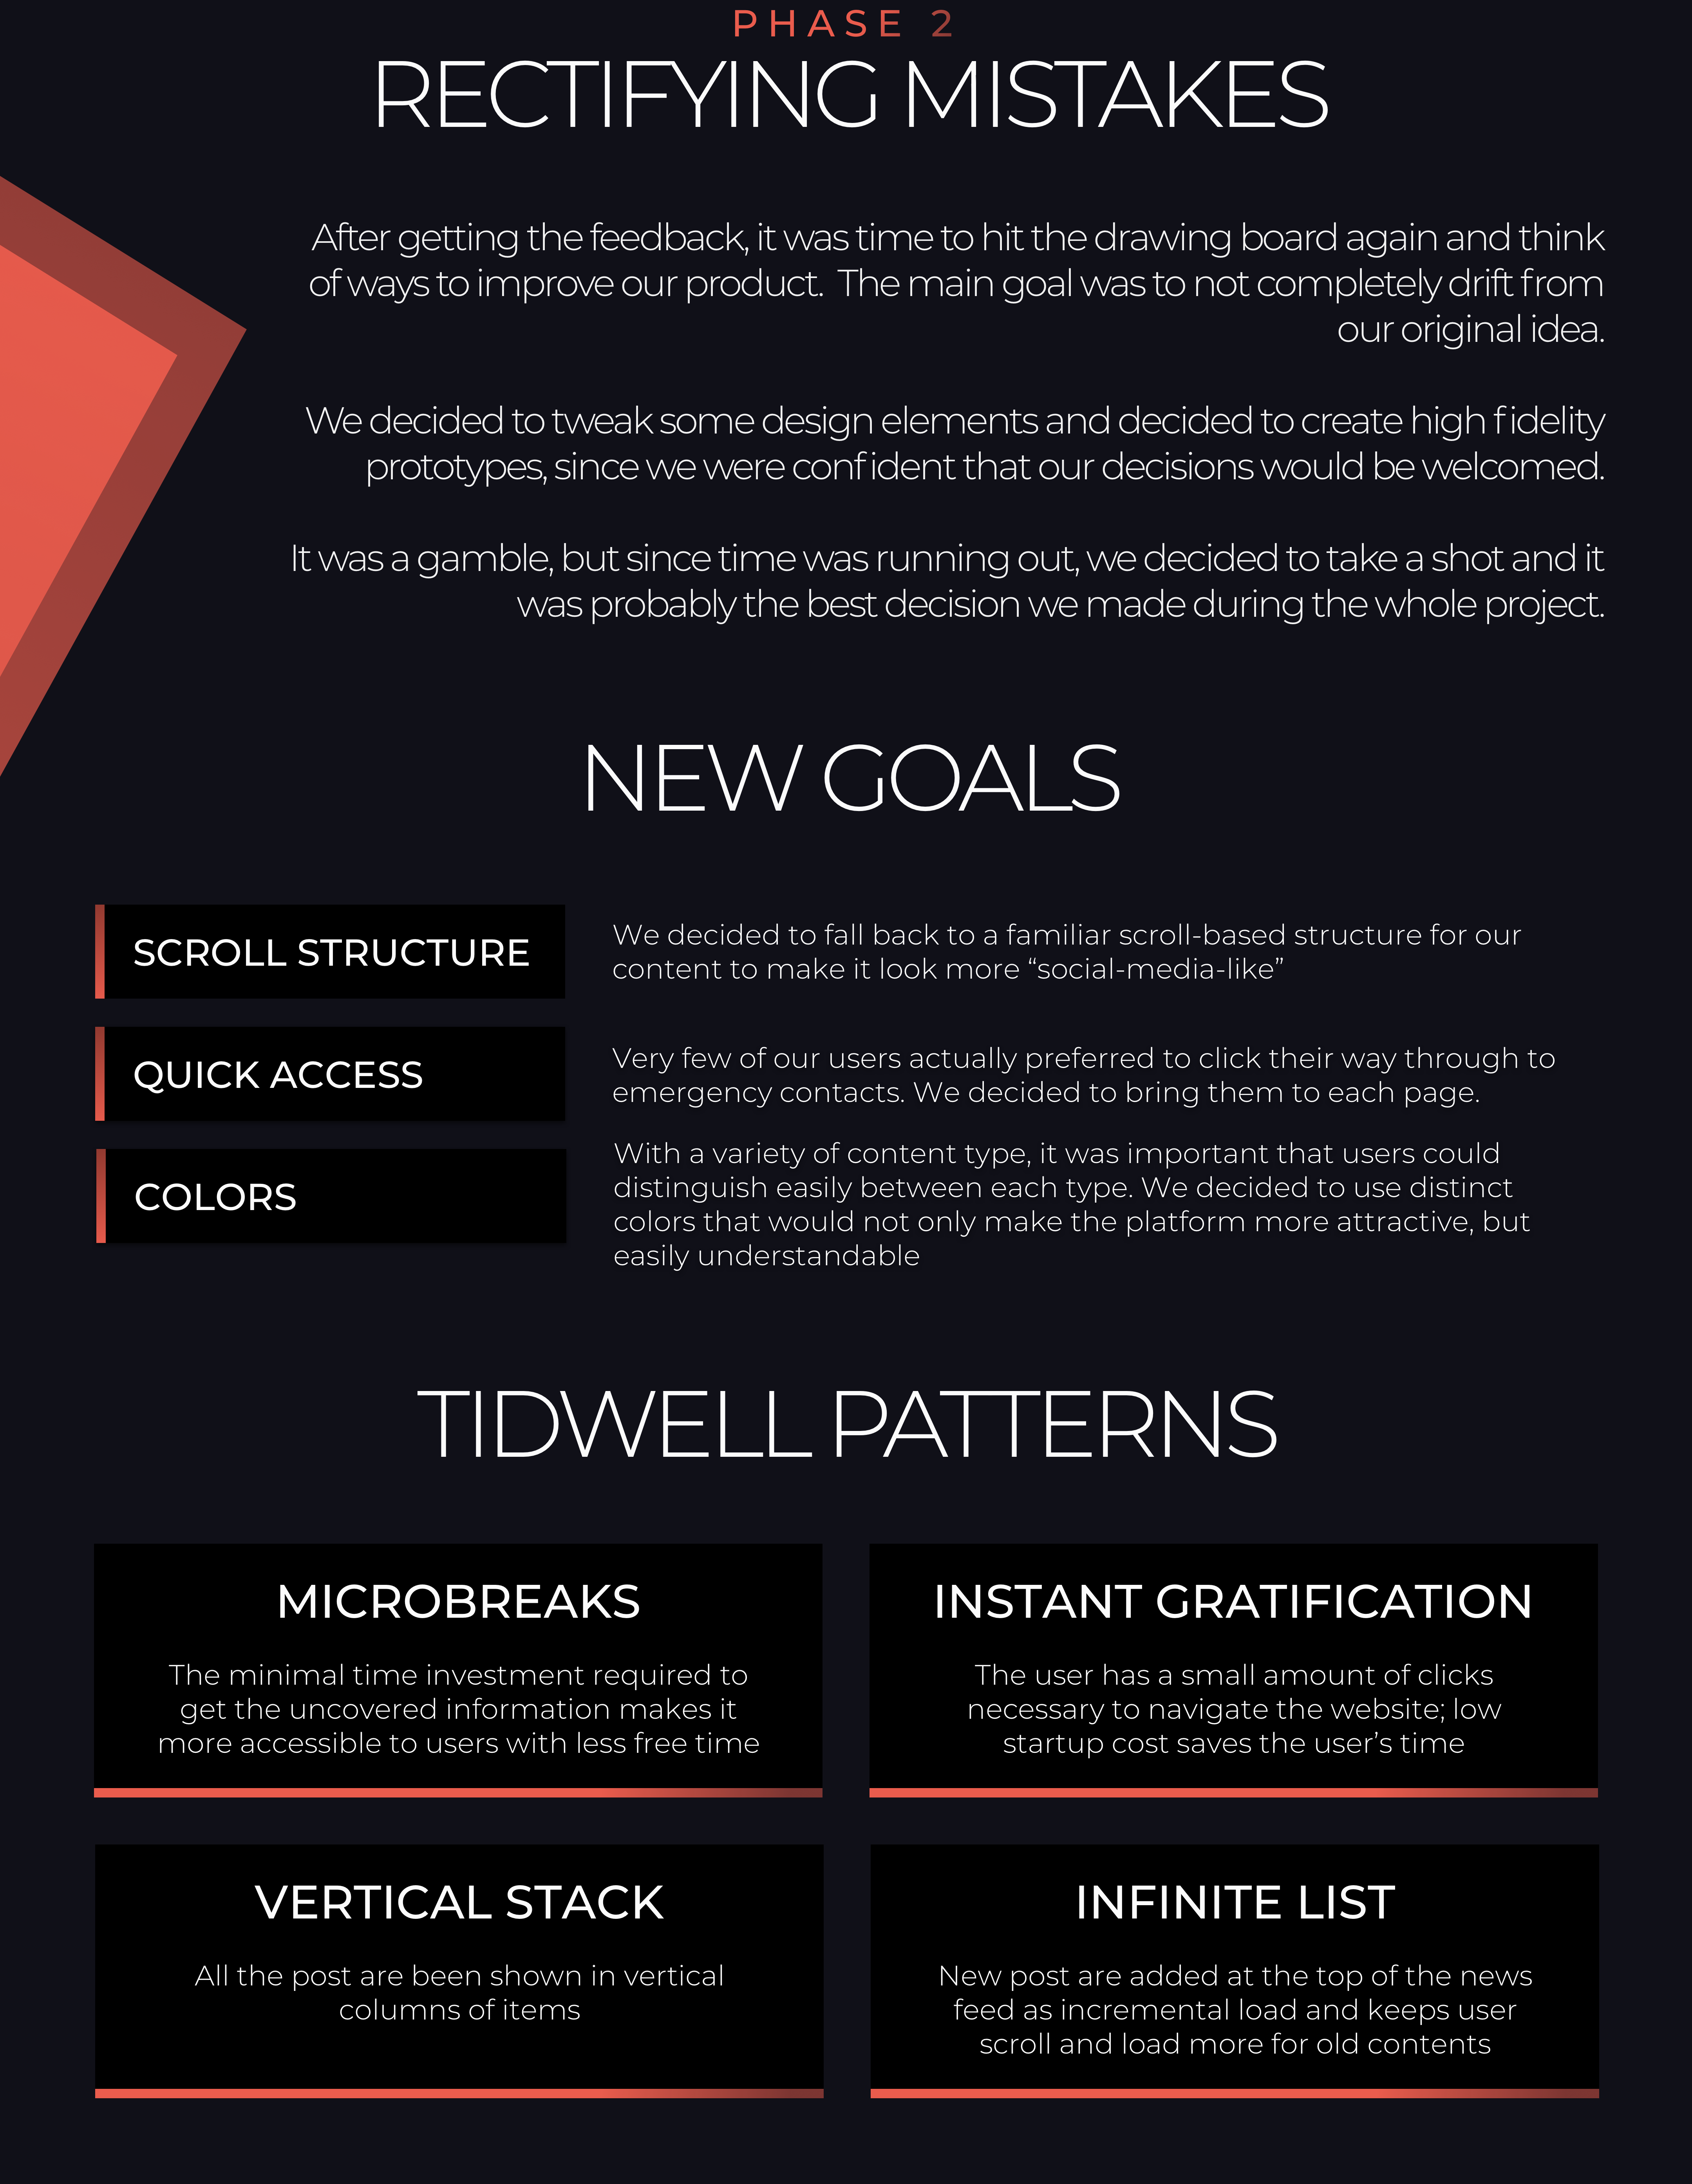 PHASE 2
RECTIFYING MISTAKES
After getting the feedback, it was time to hit the drawing board again and think
of ways to improve our product.  The main goal was to not completely drift from
our original idea.
We decided to tweak some design elements and decided to create high fidelity
prototypes, since we were confident that our decisions would be welcomed.
It was a gamble, but since time was running out, we decided to take a shot and it
was probably the best decision we made during the whole project.
NEW GOALS
SCROLL STRUCTURE
We decided to fall back to a familiar scroll-based structure for our
content to make it look more “social-media-like”
QUICK ACCESS
Very few of our users actually preferred to click their way through to
emergency contacts. We decided to bring them to each page.
COLORS
With a variety of content type, it was important that users could
distinguish easily between each type. We decided to use distinct
colors that would not only make the platform more attractive, but
easily understandable
TIDWELL PATTERNS
MICROBREAKS
The minimal time investment required to
get the uncovered information makes it
more accessible to users with less free time
INSTANT GRATIFICATION
The user has a small amount of clicks
necessary to navigate the website; low
startup cost saves the user’s time
VERTICAL STACK
All the post are been shown in vertical
columns of items
INFINITE LIST
New post are added at the top of the news
feed as incremental load and keeps user
scroll and load more for old contents